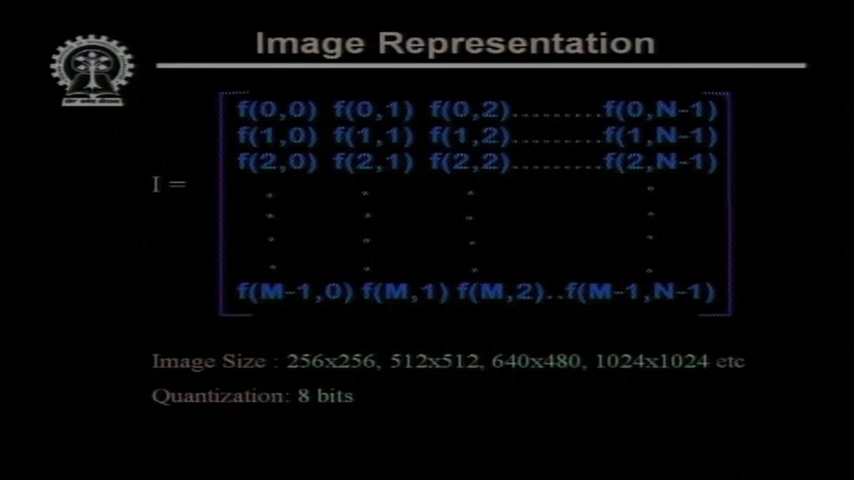 Image Representation
f(0,0) f(0,1) f(0,2)..........f(0,N-1)
f(1,0) f(1,1) f(1,2)..........f(1,N-1)
I =
f(2,0) f(2,1) f(2,2)..........f(2,N-1)
f(M-1,0) f(M,1) f(M,2)..f(M-1,N-1)
Image Size : 256x256, 512x512, 640x480, 1024x1024 etc
Quantization: 8 bits